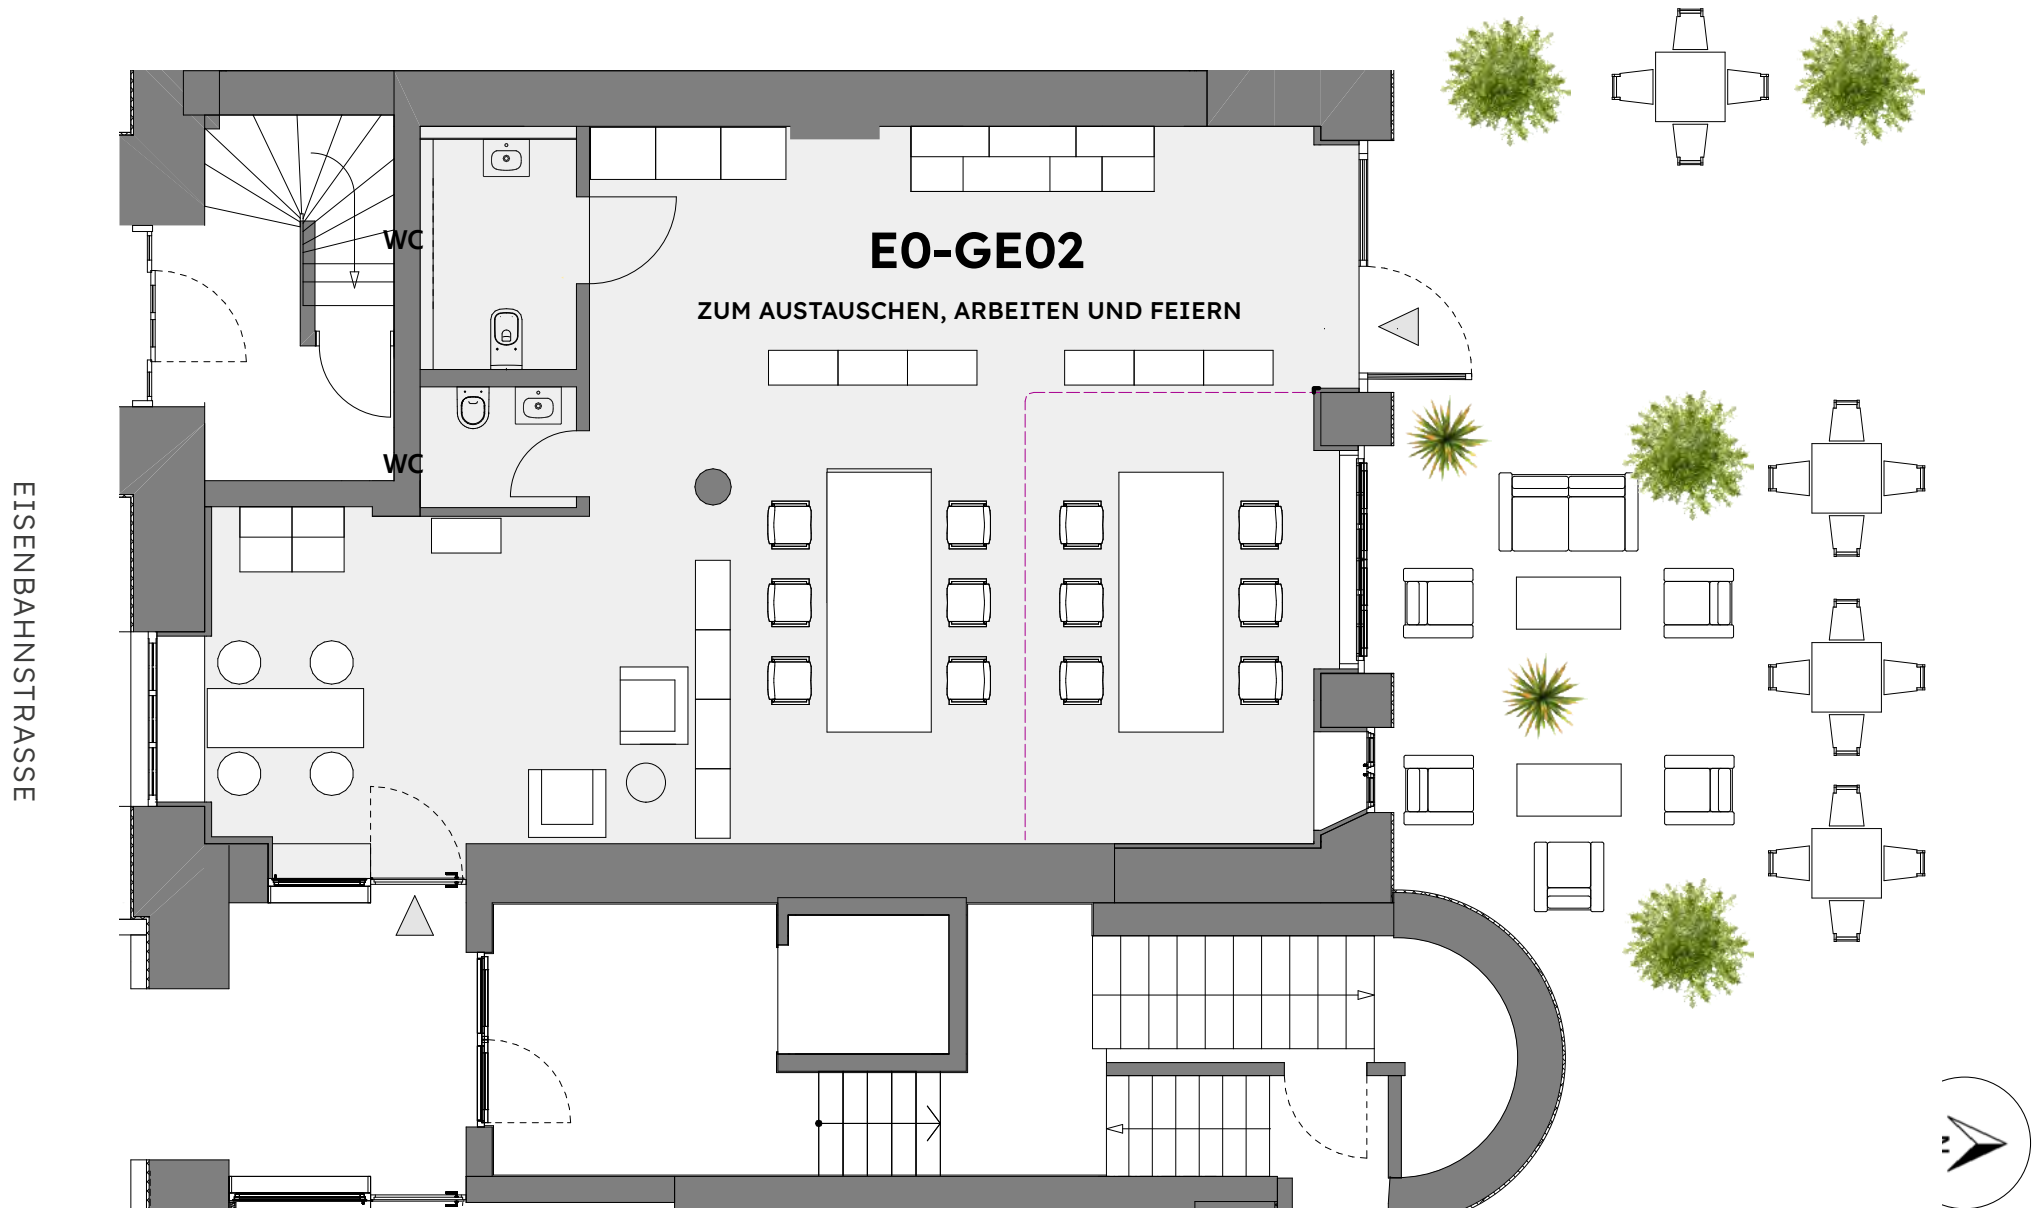 WC
E0-GE02
ZUM AUSTAUSCHEN, ARBEITEN UND FEIERN
WC
EISENBAHNSTRASSE